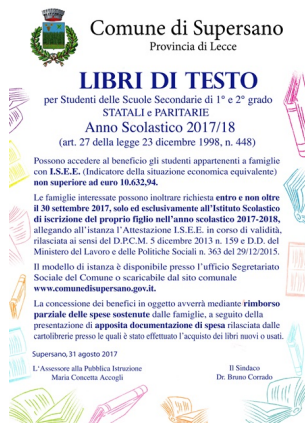 Comune di Supersano
Provincia di Lecce
LIBRI DI TESTO
per Studenti delle Scuole Secondarie di 1° e 2° grado
STATALI e PARITARIE
Anno Scolastico 2017/18
(art. 27 della legge 23 dicembre 1998, n. 448)
Possono accedere al beneficio gli studenti appartenenti a famiglie
con I.S.E.E. (Indicatore della situazione economica equivalente)
non superiore ad euro 10.632,94.
Le famiglie interessate possono inoltrare richiesta entro e non oltre
il 30 settembre 2017, solo ed esclusivamente all'Istituto Scolastico
di iscrizione del proprio figlio nell'anno scolastico 2017-2018,
allegando all'istanza l'Attestazione I.S.E.E. in corso di validità,
rilasciata ai sensi del D.P.C.M. 5 dicembre 2013 n. 159 e D.D. del
Ministero del Lavoro e delle Politiche Sociali n. 363 del 29/12/2015.
Il modello di istanza è disponibile presso l'ufficio Segretariato
Sociale del Comune o scaricabile dal sito comunale
www.comunedisupersano.gov.it.
La concessione dei benefici in oggetto avverrà mediante rimborso
parziale delle spese sostenute dalle famiglie, a seguito della
presentazione di apposita documentazione di spesa rilasciata dalle
cartolibrerie presso le quali è stato effettuato l'acquisto dei libri nuovi o usati.
Supersano, 31 agosto 2017
L'Assessore alla Pubblica Istruzione
Maria Concetta Accogli
Il Sindaco
Dr. Bruno Corrado